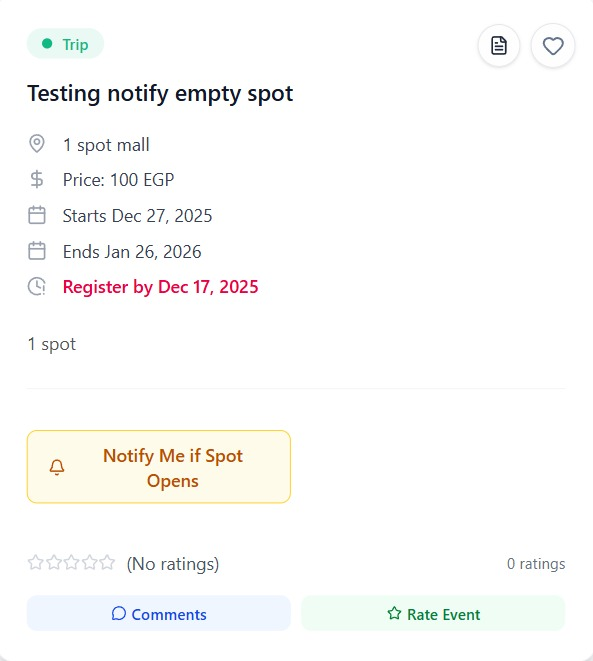 Trip
Testing notify empty spot
1 spot mall
Price: 100 EGP
Starts Dec 27, 2025
Ends Jan 26, 2026
Register by Dec 17, 2025
1 spot
Notify Me if Spot
Opens
(No ratings)
0 ratings
Comments
Rate Event